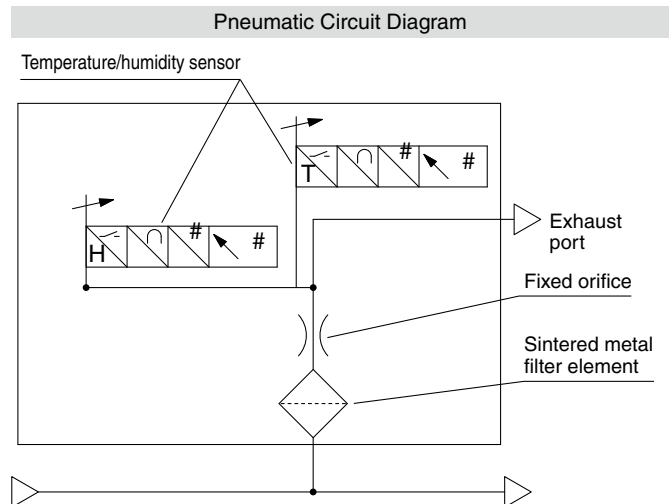 Pneumatic Circuit Diagram
Temperature/humidity sensor
T # #
H # #
Exhaust
port
Fixed orifice
Sintered metal
filter element